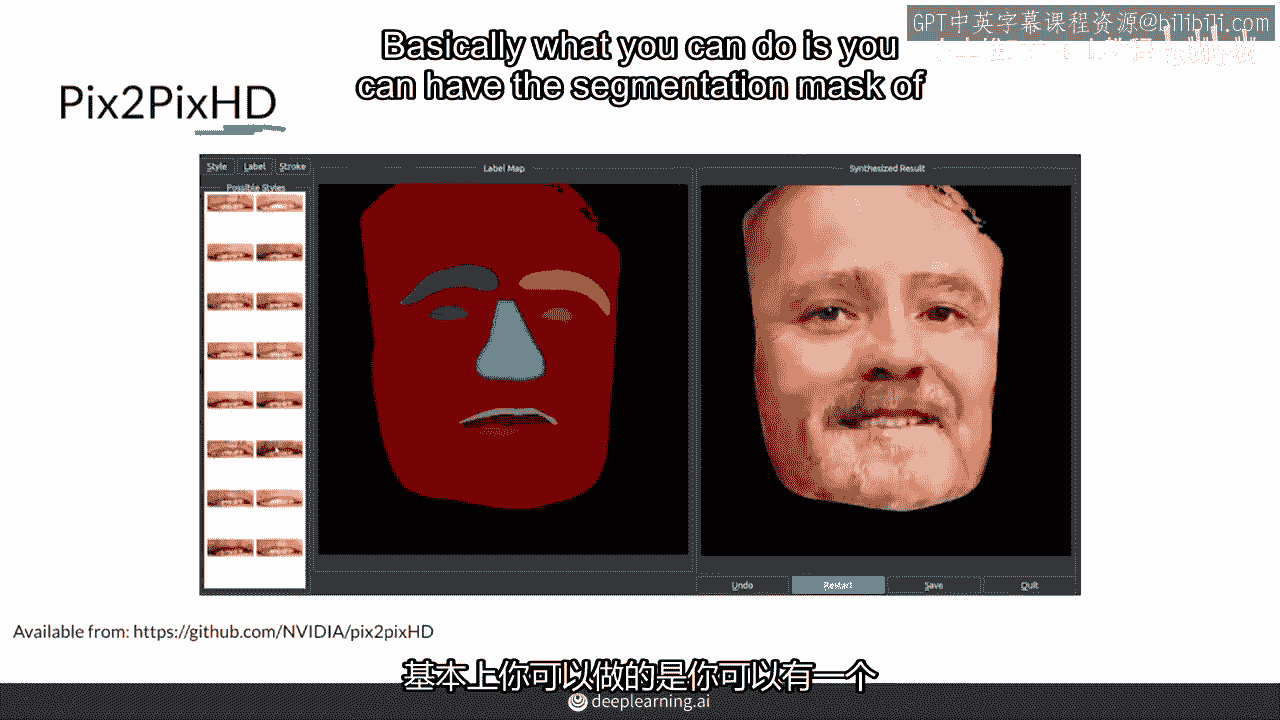 GPT中英字幕课程资源@bilibili.com
Basically what you can do is you
can have the segmentation mask of
Pix2PixHD
Style Label Stroke
Possible Styles
Label Map
Synthesized Result
Undo Restart Save Quit
Available from: https://github.com/NVIDIA/pix2pixHD
基本上你可以做的是你可以有一个
deeplearning.ai